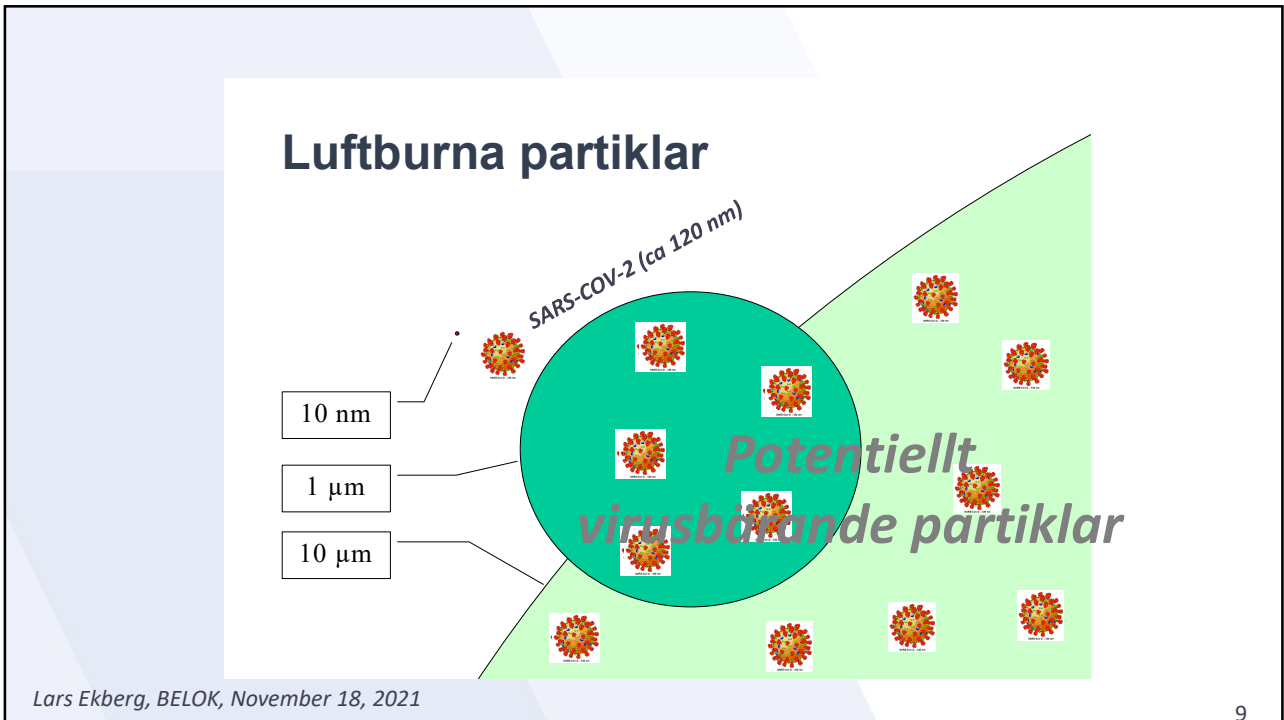 Luftburna partiklar
SARS-COV-2 (ca 120 nm)
10 nm
1 µm
10 µm
Potentiellt
virusbärande partiklar
Lars Ekberg, BELOK, November 18, 2021
9